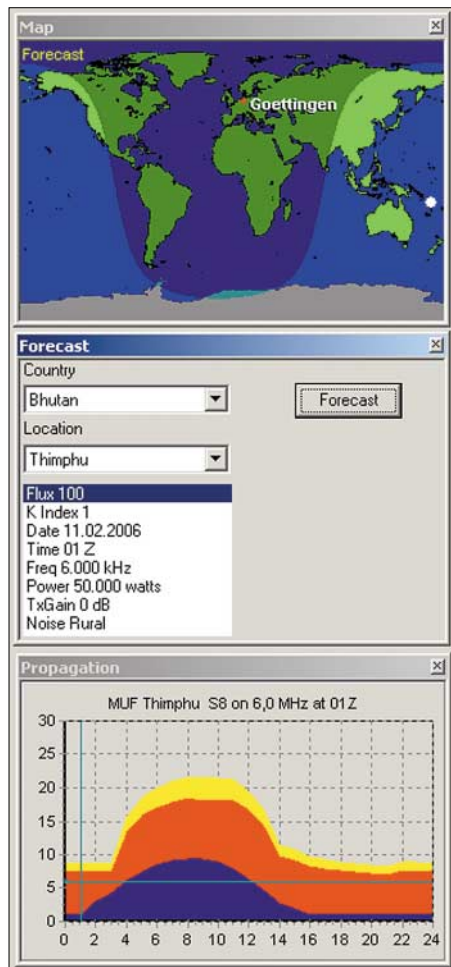 Map
Forecast
Goettingen
Forecast
Country
Bhutan
Forecast
Location
Thimphu
Flux 100
K Index 1
Date 11.02.2006
Time 01 Z
Freq 6.000 kHz
Power 50.000 watts
TxGain 0 dB
Noise Rural
Propagation
MUF Thimphu S8 on 6,0 MHz at 01Z
30
25
20
15
10
5
0
0 2 4 6 8 10 12 14 16 18 20 22 24